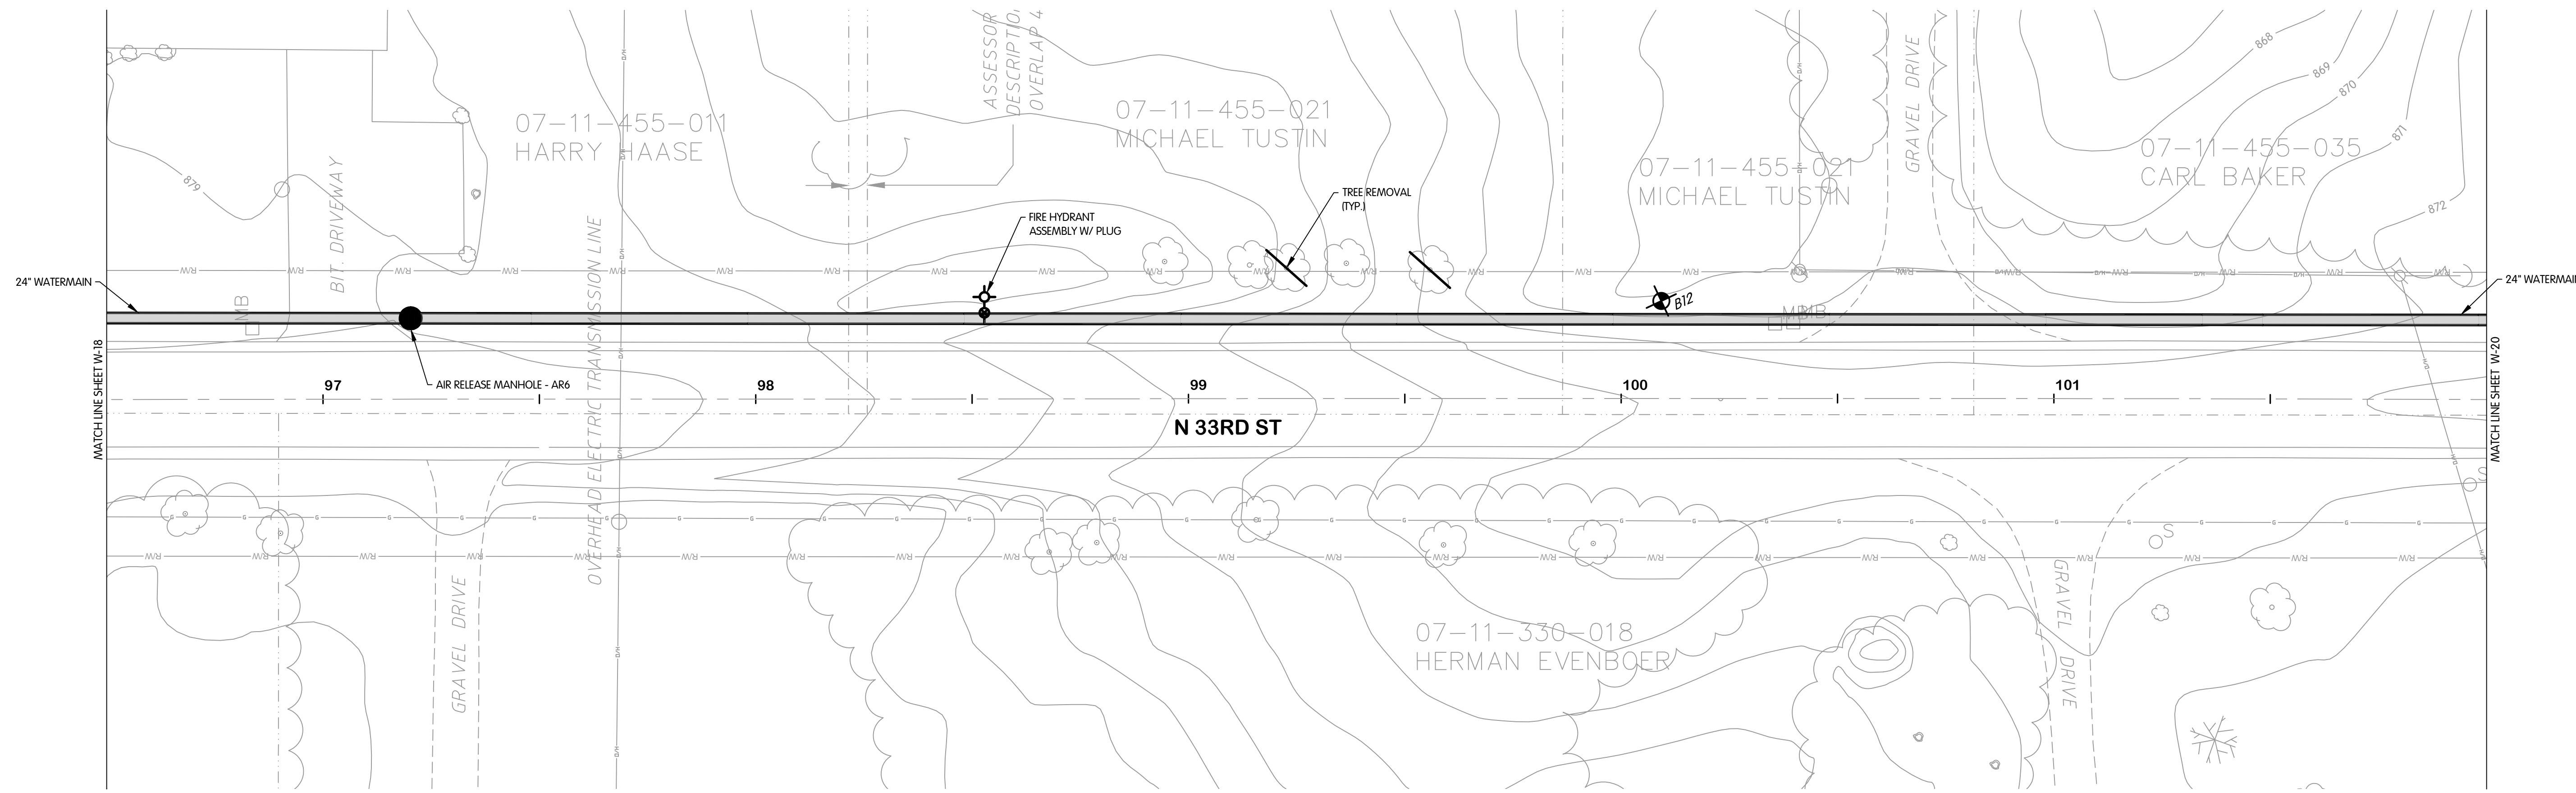 868
869
870
871
872
879
ASSESSOR
DESCRIPTION
OVERLAP 4
GRAVEL DRIVE
07-11-455-011
HARRY HAASE
07-11-455-021
MICHAEL TUSTIN
07-11-455-021
MICHAEL TUSTIN
07-11-455-035
CARL BAKER
BIT. DRIVEWAY
OVERHEAD ELECTRIC TRANSMISSION LINE
TREE REMOVAL
(TYP.)
FIRE HYDRANT
ASSEMBLY W/ PLUG
24" WATERMAIN
24" WATERMAIN
MB
B12
MB
MB
MATCH LINE SHEET W-18
MATCH LINE SHEET W-20
AIR RELEASE MANHOLE - AR6
97
98
99
100
101
N 33RD ST
R/W
G
S
S
GRAVEL DRIVE
GRAVEL DRIVE
07-11-330-018
HERMAN EVENBOER